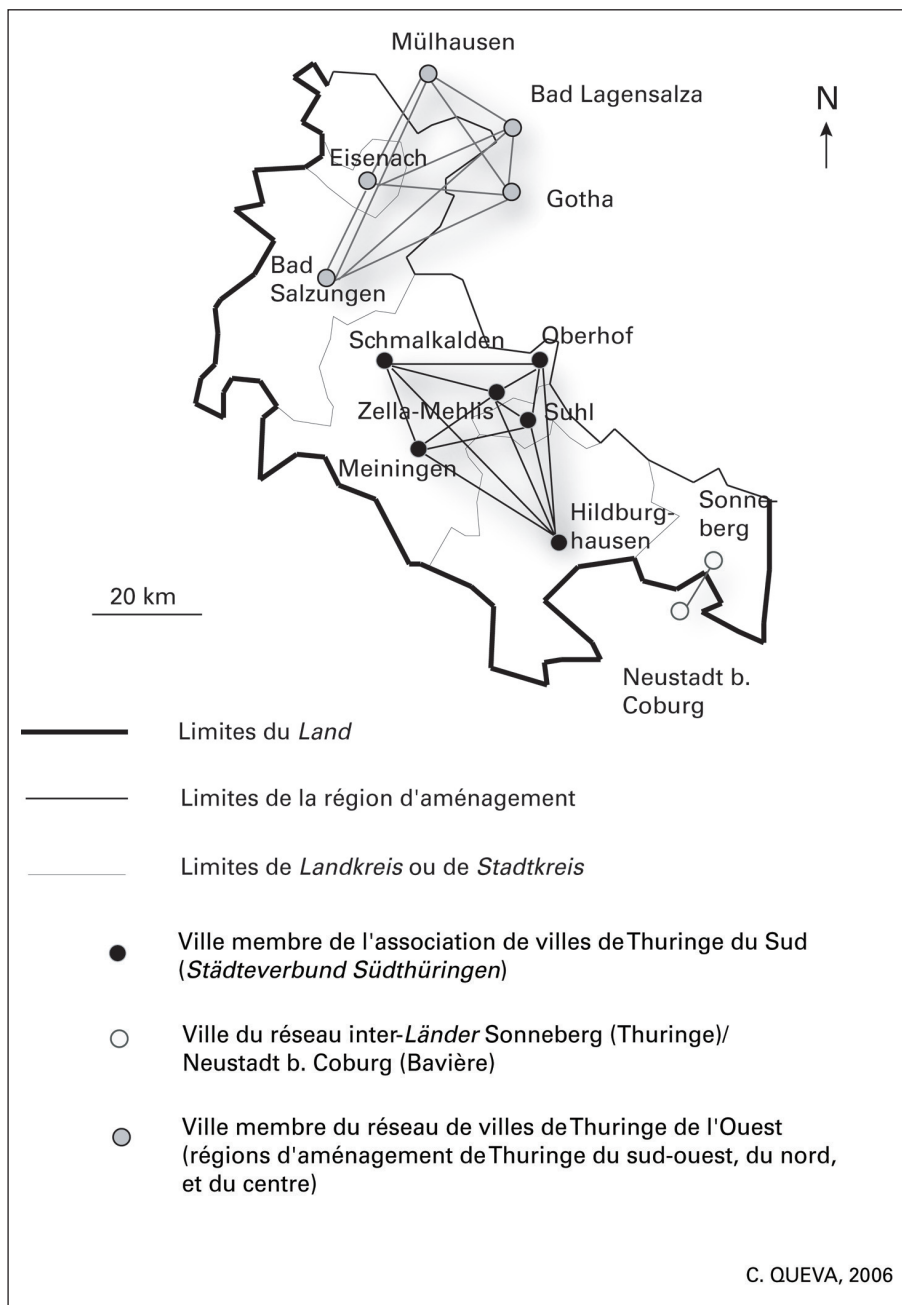 Mülhausen
Bad Lagensalza
N
Eisenach
Gotha
Bad
Salzungen
Schmalkalden
Oberhof
Zella-Mehlis
Suhl
Meiningen
Hildburg-
hausen
Sonne-
berg
20 km
Neustadt b.
Coburg
Limites du Land
Limites de la région d'aménagement
Limites de Landkreis ou de Stadtkreis
Ville membre de l'association de villes de Thuringe du Sud
(Städteverbund Südthüringen)
Ville du réseau inter-Länder Sonneberg (Thuringe)/
Neustadt b. Coburg (Bavière)
Ville membre du réseau de villes de Thuringe de l'Ouest
(régions d'aménagement de Thuringe du sud-ouest, du nord,
et du centre)
C. QUEVA, 2006